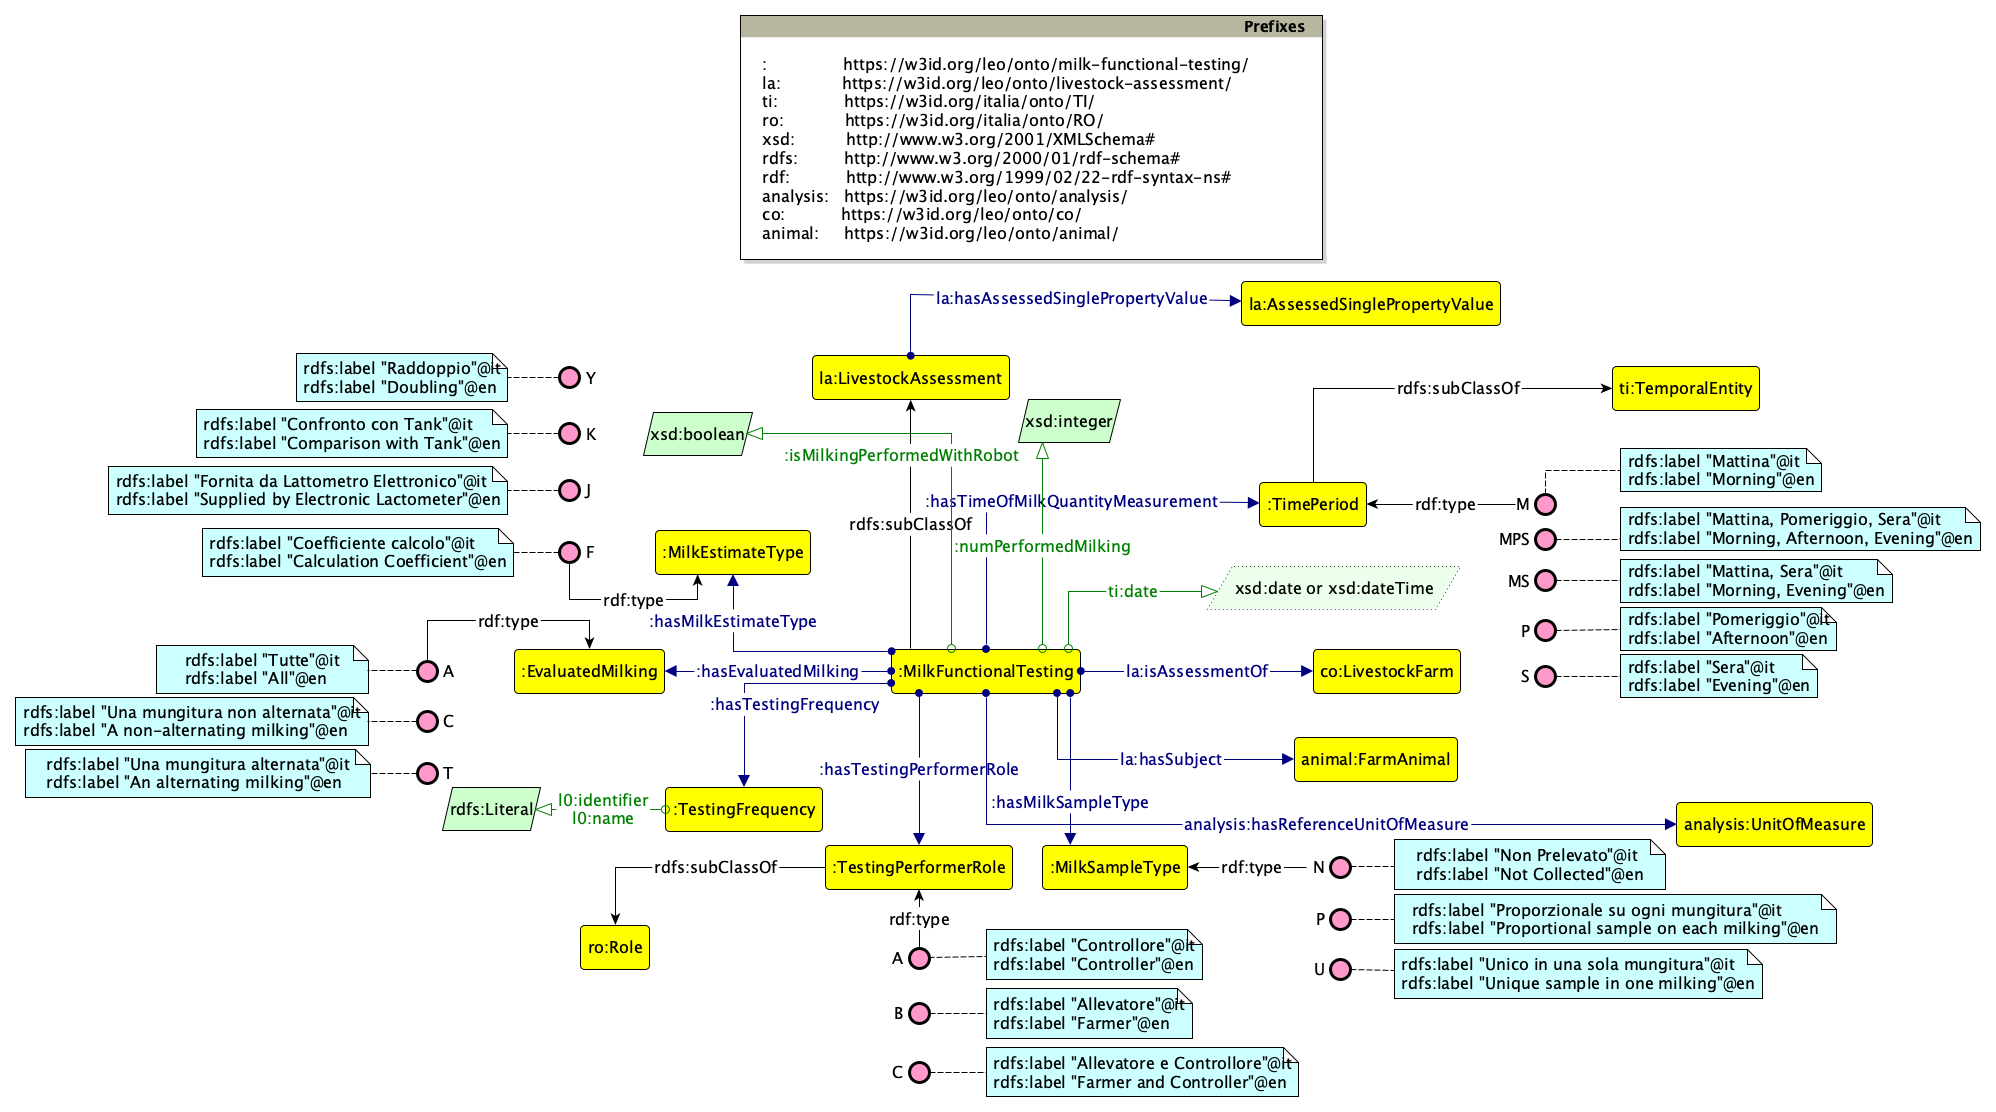 Prefixes
: https://w3id.org/leo/onto/milk-functional-testing/
la: https://w3id.org/leo/onto/livestock-assessment/
ti: https://w3id.org/italia/onto/TI/
ro: https://w3id.org/italia/onto/RO/
xsd: http://www.w3.org/2001/XMLSchema#
rdfs: http://www.w3.org/2000/01/rdf-schema#
rdf: http://www.w3.org/1999/02/22-rdf-syntax-ns#
analysis: https://w3id.org/leo/onto/analysis/
co: https://w3id.org/leo/onto/co/
animal: https://w3id.org/leo/onto/animal/
la:hasAssessedSinglePropertyValue
la:AssessedSinglePropertyValue
la:LivestockAssessment
rdfs:label "Raddoppio"@it
rdfs:label "Doubling"@en
Y
rdfs:subClassOf
ti:TemporalEntity
rdfs:label "Confronto con Tank"@it
rdfs:label "Comparison with Tank"@en
K
xsd:boolean
xsd:integer
:isMilkingPerformedWithRobot
rdfs:label "Mattina"@it
rdfs:label "Morning"@en
rdfs:label "Fornita da Lattometro Elettronico"@it
rdfs:label "Supplied by Electronic Lactometer"@en
J
:hasTimeOfMilkQuantityMeasurement
:TimePeriod
rdf:type
M
rdfs:subClassOf
rdfs:label "Mattina, Pomeriggio, Sera"@it
rdfs:label "Morning, Afternoon, Evening"@en
MPS
rdfs:label "Coefficiente calcolo"@it
rdfs:label "Calculation Coefficient"@en
F
:MilkEstimateType
:numPerformedMilking
rdfs:label "Mattina, Sera"@it
rdfs:label "Morning, Evening"@en
MS
rdf:type
ti:date
xsd:date or xsd:dateTime
rdf:type
:hasMilkEstimateType
rdfs:label "Pomeriggio"@it
rdfs:label "Afternoon"@en
P
rdfs:label "Tutte"@it
rdfs:label "All"@en
A
:EvaluatedMilking
:hasEvaluatedMilking
:MilkFunctionalTesting
la:isAssessmentOf
co:LivestockFarm
S
rdfs:label "Sera"@it
rdfs:label "Evening"@en
:hasTestingFrequency
rdfs:label "Una mungitura non alternata"@it
rdfs:label "A non-alternating milking"@en
C
la:hasSubject
animal:FarmAnimal
rdfs:label "Una mungitura alternata"@it
rdfs:label "An alternating milking"@en
T
:hasTestingPerformerRole
rdfs:Literal
l0:identifier
l0:name
:TestingFrequency
:hasMilkSampleType
analysis:hasReferenceUnitOfMeasure
analysis:UnitOfMeasure
rdfs:subClassOf
:TestingPerformerRole
:MilkSampleType
rdf:type
N
rdfs:label "Non Prelevato"@it
rdfs:label "Not Collected"@en
rdf:type
P
rdfs:label "Proporzionale su ogni mungitura"@it
rdfs:label "Proportional sample on each milking"@en
ro:Role
A
rdfs:label "Controllore"@it
rdfs:label "Controller"@en
U
rdfs:label "Unico in una sola mungitura"@it
rdfs:label "Unique sample in one milking"@en
B
rdfs:label "Allevatore"@it
rdfs:label "Farmer"@en
C
rdfs:label "Allevatore e Controllore"@it
rdfs:label "Farmer and Controller"@en